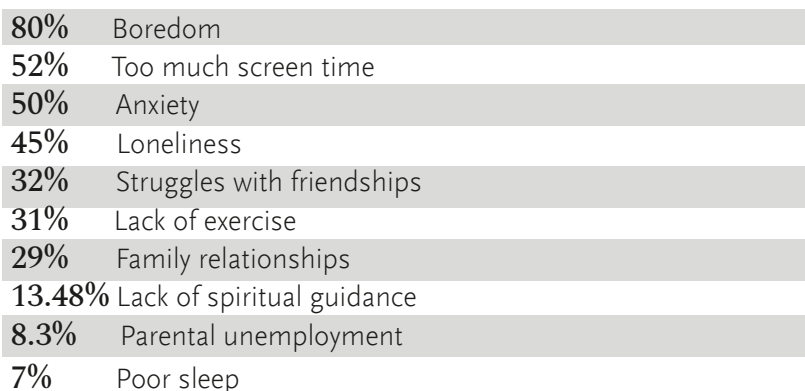 80% Boredom
52% Too much screen time
50% Anxiety
45% Loneliness
32% Struggles with friendships
31% Lack of exercise
29% Family relationships
13.48% Lack of spiritual guidance
8.3% Parental unemployment
7% Poor sleep